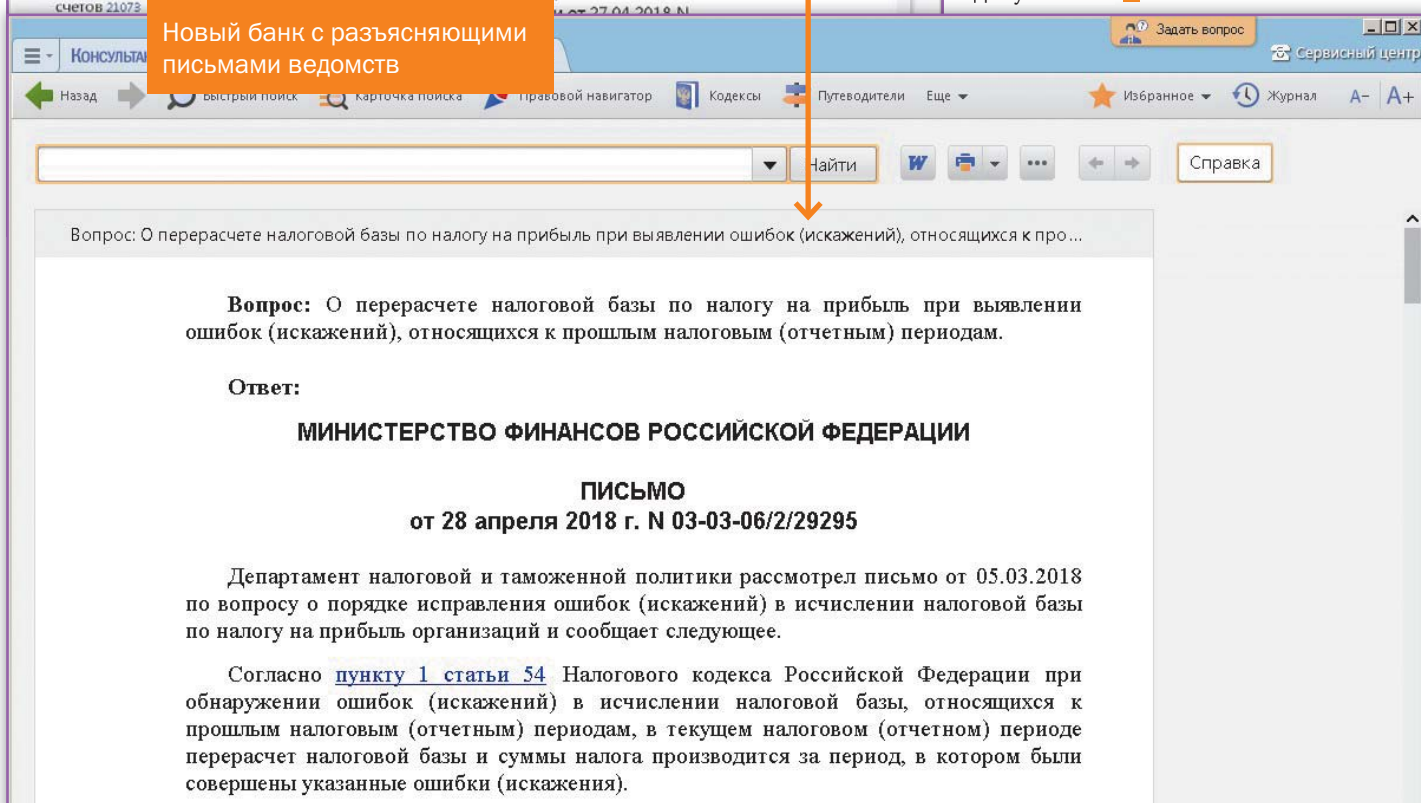 счетов 21073
от 27.04.2018 N
Новый банк с разъясняющими
письмами ведомств
Задать вопрос
Сервисный центр
Назад Быстрый поиск Карточка поиска Правовой навигатор Кодексы Путеводители Еще Избранное Журнал А- А+
Найти W Справка
Вопрос: О перерасчете налоговой базы по налогу на прибыль при выявлении ошибок (искажений), относящихся к про...
Вопрос: О перерасчете налоговой базы по налогу на прибыль при выявлении
ошибок (искажений), относящихся к прошлым налоговым (отчетным) периодам.
Ответ:
МИНИСТЕРСТВО ФИНАНСОВ РОССИЙСКОЙ ФЕДЕРАЦИИ
ПИСЬМО
от 28 апреля 2018 г. N 03-03-06/2/29295
Департамент налоговой и таможенной политики рассмотрел письмо от 05.03.2018
по вопросу о порядке исправления ошибок (искажений) в исчислении налоговой базы
по налогу на прибыль организаций и сообщает следующее.
Согласно пункту 1 статьи 54 Налогового кодекса Российской Федерации при
обнаружении ошибок (искажений) в исчислении налоговой базы, относящихся к
прошлым налоговым (отчетным) периодам, в текущем налоговом (отчетном) периоде
перерасчет налоговой базы и суммы налога производится за период, в котором были
совершены указанные ошибки (искажения).